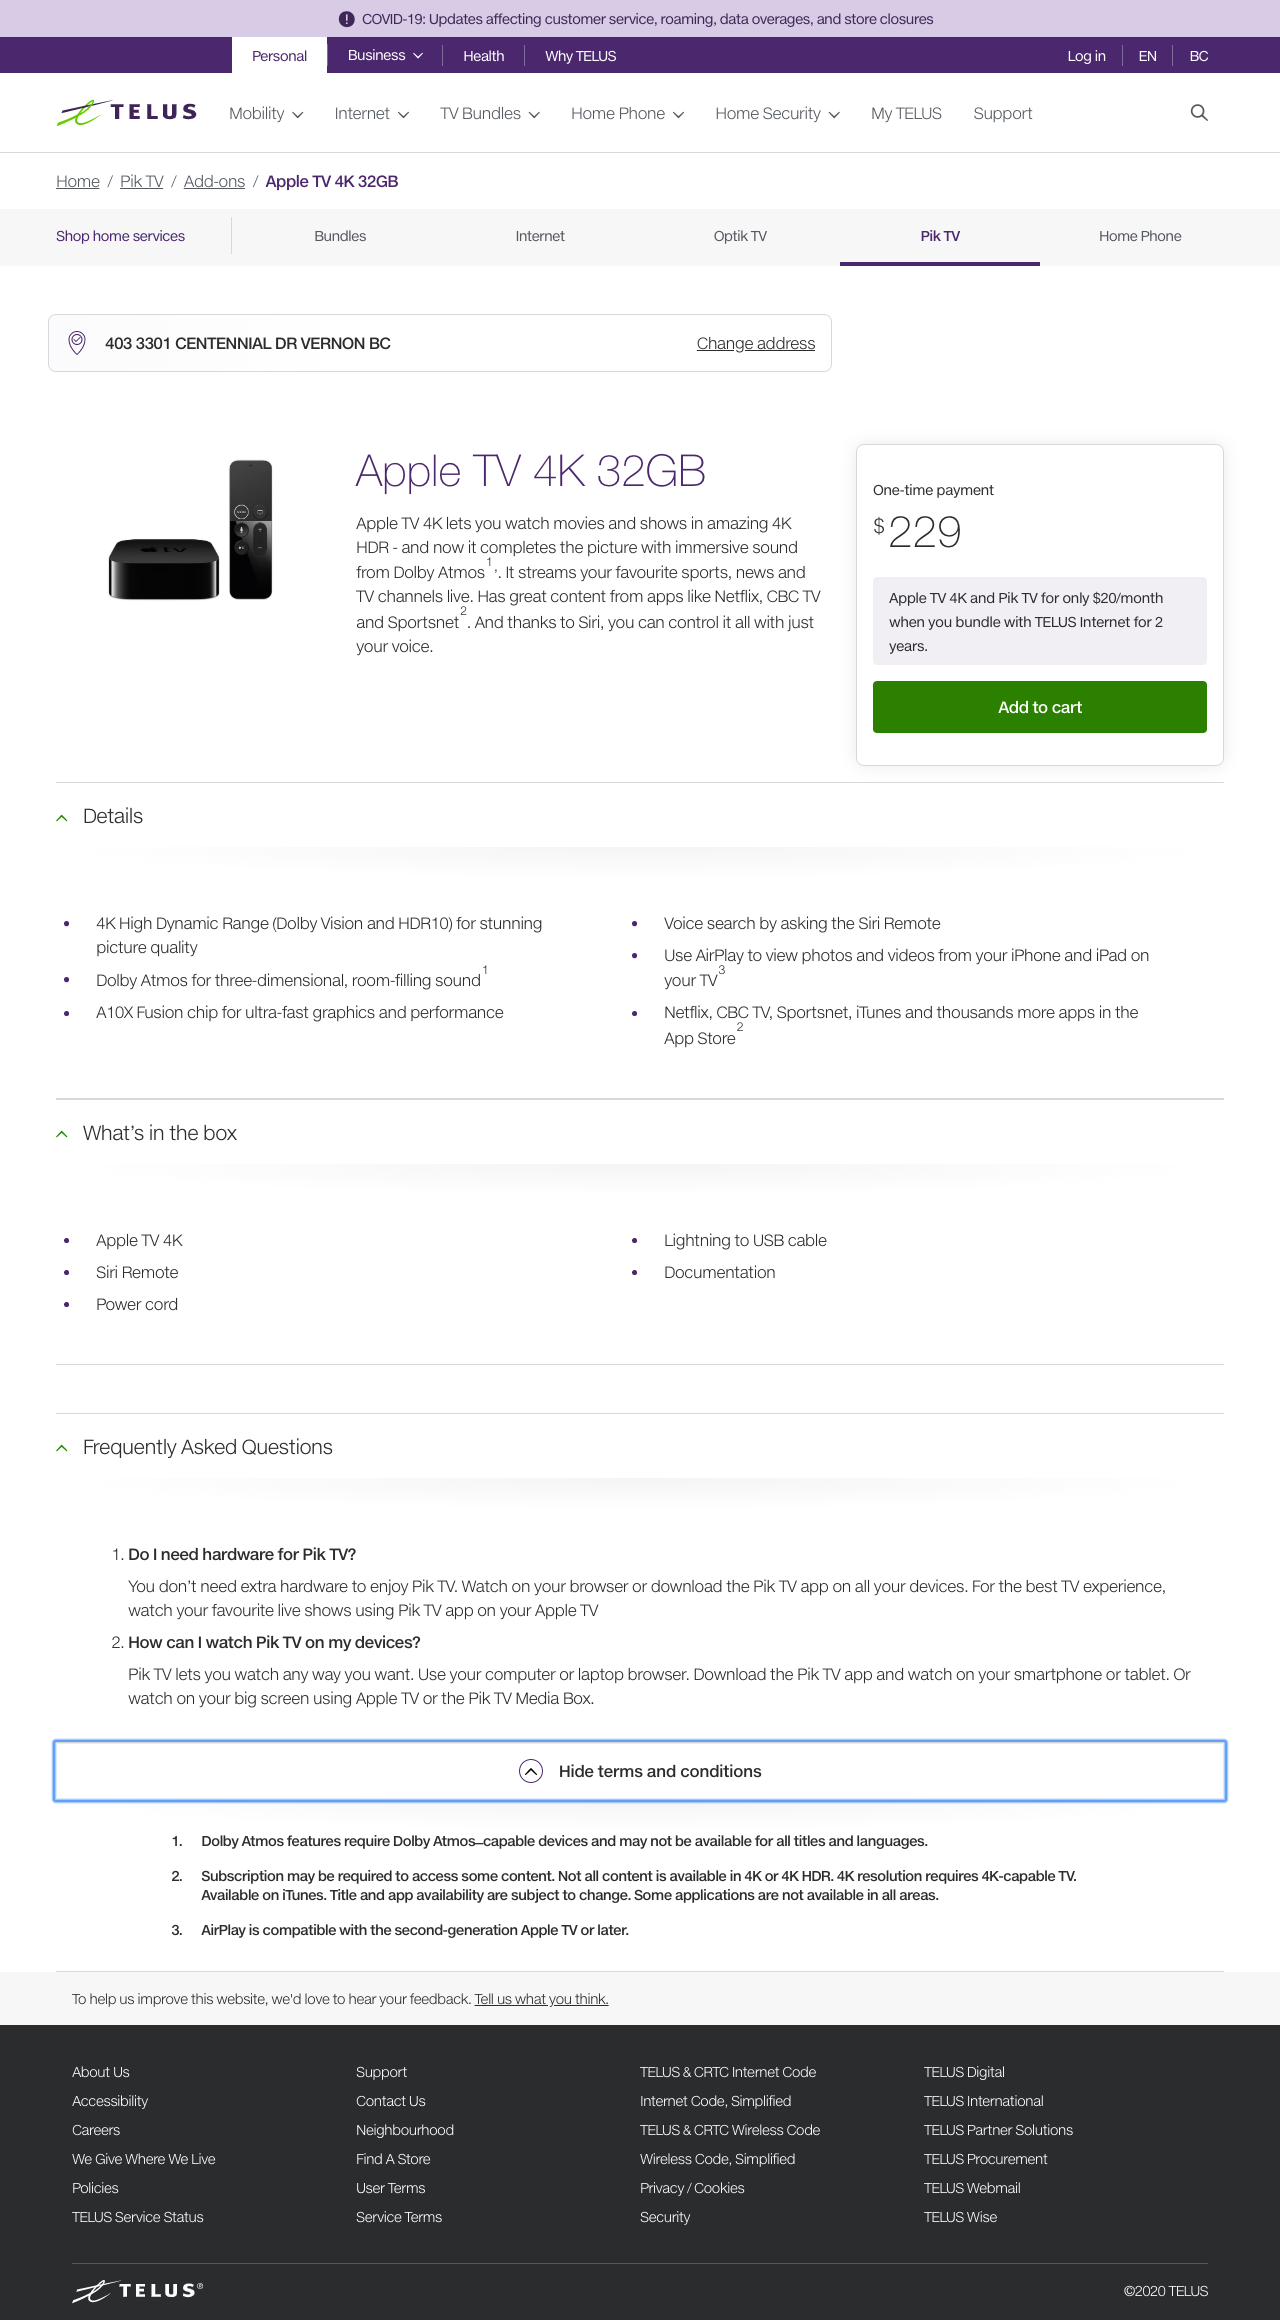 COVID-19: Updates affecting customer service, roaming, data overages, and store closures
Personal
Business
Health
Why TELUS
Log in
EN
BC
TELUS
Mobility
Internet
TV Bundles
Home Phone
Home Security
My TELUS
Support
Home / Pik TV / Add-ons / Apple TV 4K 32GB
Shop home services
Bundles
Internet
Optik TV
Pik TV
Home Phone
403 3301 CENTENNIAL DR VERNON BC
Change address
Apple TV 4K 32GB
Apple TV 4K lets you watch movies and shows in amazing 4K
HDR - and now it completes the picture with immersive sound
from Dolby Atmos1,. It streams your favourite sports, news and
TV channels live. Has great content from apps like Netflix, CBC TV
and Sportsnet2. And thanks to Siri, you can control it all with just
your voice.
One-time payment
$229
Apple TV 4K and Pik TV for only $20/month
when you bundle with TELUS Internet for 2
years.
Add to cart
Details
4K High Dynamic Range (Dolby Vision and HDR10) for stunning
picture quality
Dolby Atmos for three-dimensional, room-filling sound1
A10X Fusion chip for ultra-fast graphics and performance
Voice search by asking the Siri Remote
Use AirPlay to view photos and videos from your iPhone and iPad on
your TV3
Netflix, CBC TV, Sportsnet, iTunes and thousands more apps in the
App Store2
What's in the box
Apple TV 4K
Siri Remote
Power cord
Lightning to USB cable
Documentation
Frequently Asked Questions
1. Do I need hardware for Pik TV?
You don't need extra hardware to enjoy Pik TV. Watch on your browser or download the Pik TV app on all your devices. For the best TV experience,
watch your favourite live shows using Pik TV app on your Apple TV
2. How can I watch Pik TV on my devices?
Pik TV lets you watch any way you want. Use your computer or laptop browser. Download the Pik TV app and watch on your smartphone or tablet. Or
watch on your big screen using Apple TV or the Pik TV Media Box.
Hide terms and conditions
1. Dolby Atmos features require Dolby Atmos–capable devices and may not be available for all titles and languages.
2. Subscription may be required to access some content. Not all content is available in 4K or 4K HDR. 4K resolution requires 4K-capable TV.
Available on iTunes. Title and app availability are subject to change. Some applications are not available in all areas.
3. AirPlay is compatible with the second-generation Apple TV or later.
To help us improve this website, we'd love to hear your feedback. Tell us what you think.
About Us
Accessibility
Careers
We Give Where We Live
Policies
TELUS Service Status
Support
Contact Us
Neighbourhood
Find A Store
User Terms
Service Terms
TELUS & CRTC Internet Code
Internet Code, Simplified
TELUS & CRTC Wireless Code
Wireless Code, Simplified
Privacy / Cookies
Security
TELUS Digital
TELUS International
TELUS Partner Solutions
TELUS Procurement
TELUS Webmail
TELUS Wise
TELUS®
©2020 TELUS